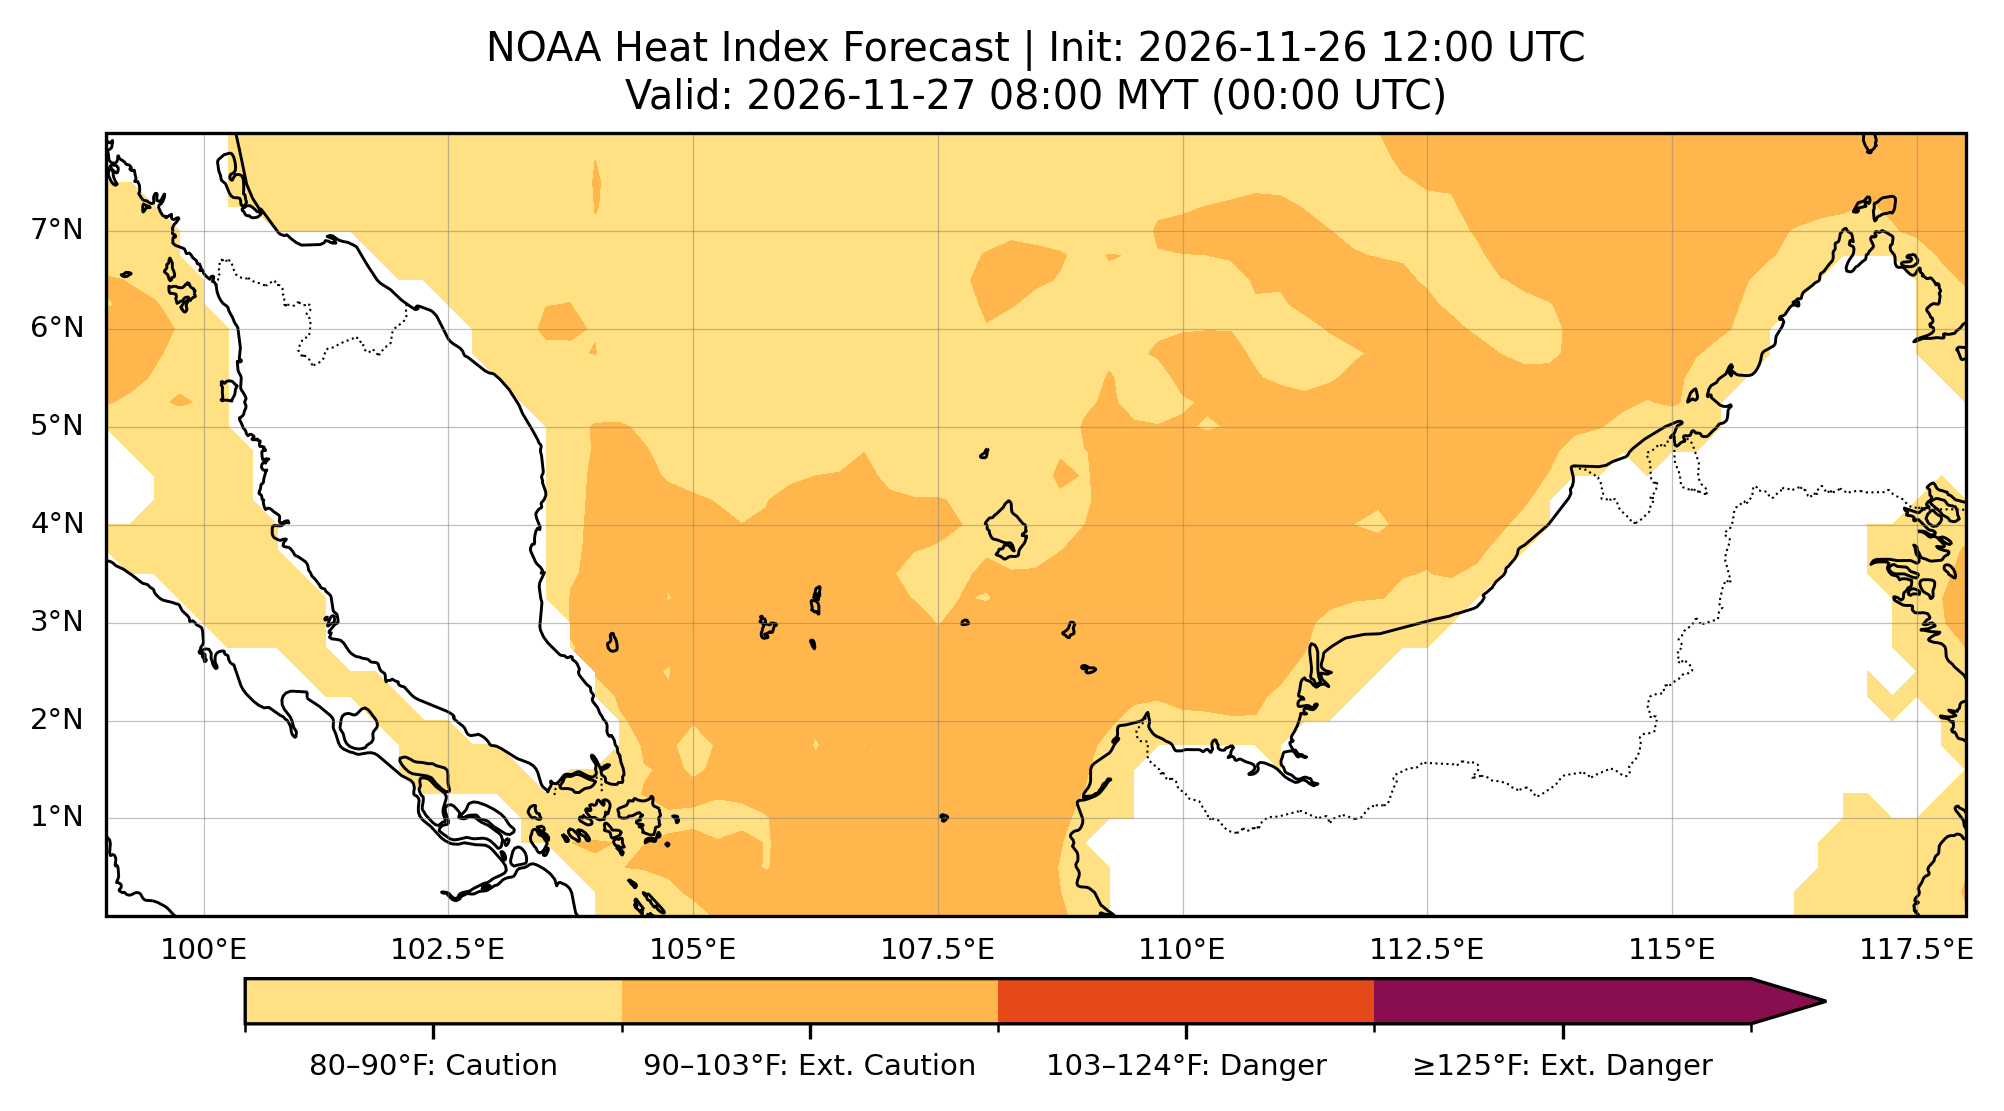 NOAA Heat Index Forecast | Init: 2026-11-26 12:00 UTC
Valid: 2026-11-27 08:00 MYT (00:00 UTC)
7°N
6°N
5°N
4°N
3°N
2°N
1°N
100°E
102.5°E
105°E
107.5°E
110°E
112.5°E
115°E
117.5°E
80–90°F: Caution
90–103°F: Ext. Caution
103–124°F: Danger
≥125°F: Ext. Danger